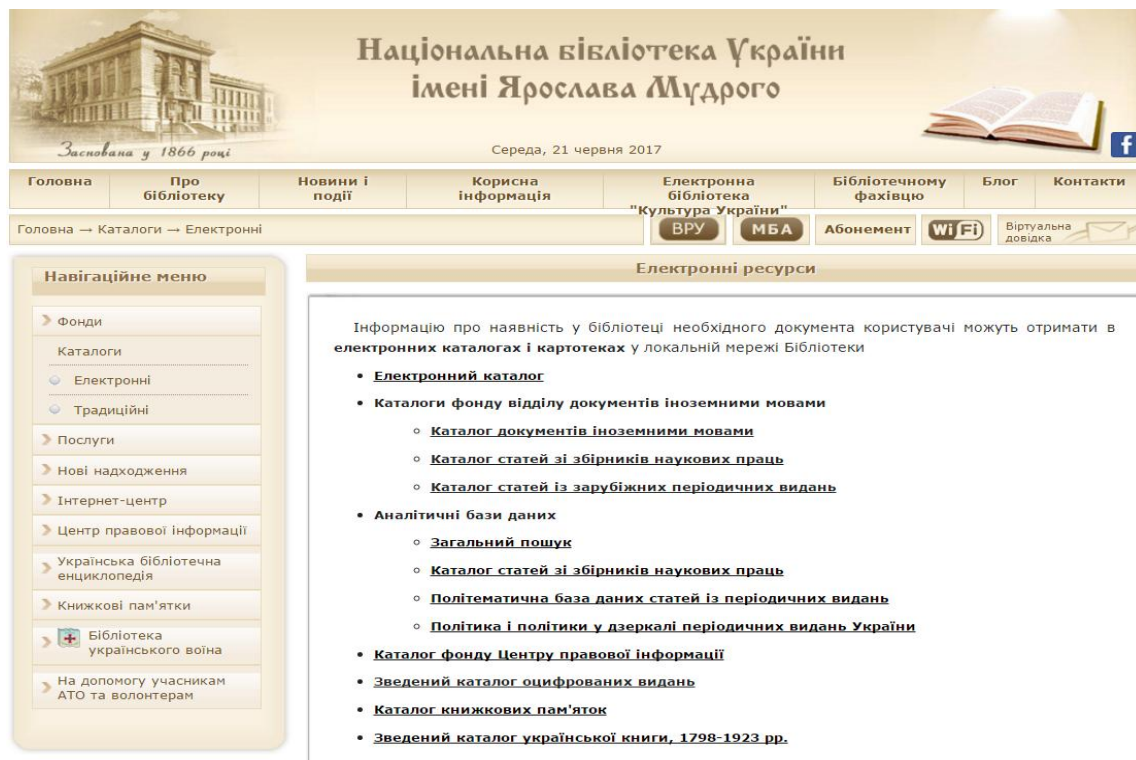 Національна бібліотека України
імені Ярослава Мудрого
Заснована у 1866 році
Середа, 21 червня 2017
f
Головна
Про
бібліотеку
Новини і
події
Корисна
інформація
Електронна
бібліотека
"Культура України"
Бібліотечному
фахівцю
Блог
Контакти
Головна → Каталоги → Електронні
ВРУ
МБА
Абонемент
Wi Fi
Віртуальна
довідка
Навігаційне меню
Фонди
Каталоги
Електронні
Традиційні
Послуги
Нові надходження
Інтернет-центр
Центр правової інформації
Українська бібліотечна
енциклопедія
Книжкові пам'ятки
Бібліотека
українського воїна
На допомогу учасникам
АТО та волонтерам
Електронні ресурси
Інформацію про наявність у бібліотеці необхідного документа користувачі можуть отримати в
електронних каталогах і картотеках у локальній мережі Бібліотеки
• Електронний каталог
• Каталоги фонду відділу документів іноземними мовами
◦ Каталог документів іноземними мовами
◦ Каталог статей зі збірників наукових праць
◦ Каталог статей із зарубіжних періодичних видань
• Аналітичні бази даних
◦ Загальний пошук
◦ Каталог статей зі збірників наукових праць
◦ Політематична база даних статей із періодичних видань
◦ Політика і політики у дзеркалі періодичних видань України
• Каталог фонду Центру правової інформації
• Зведений каталог оцифрованих видань
• Каталог книжкових пам'яток
• Зведений каталог української книги, 1798-1923 рр.